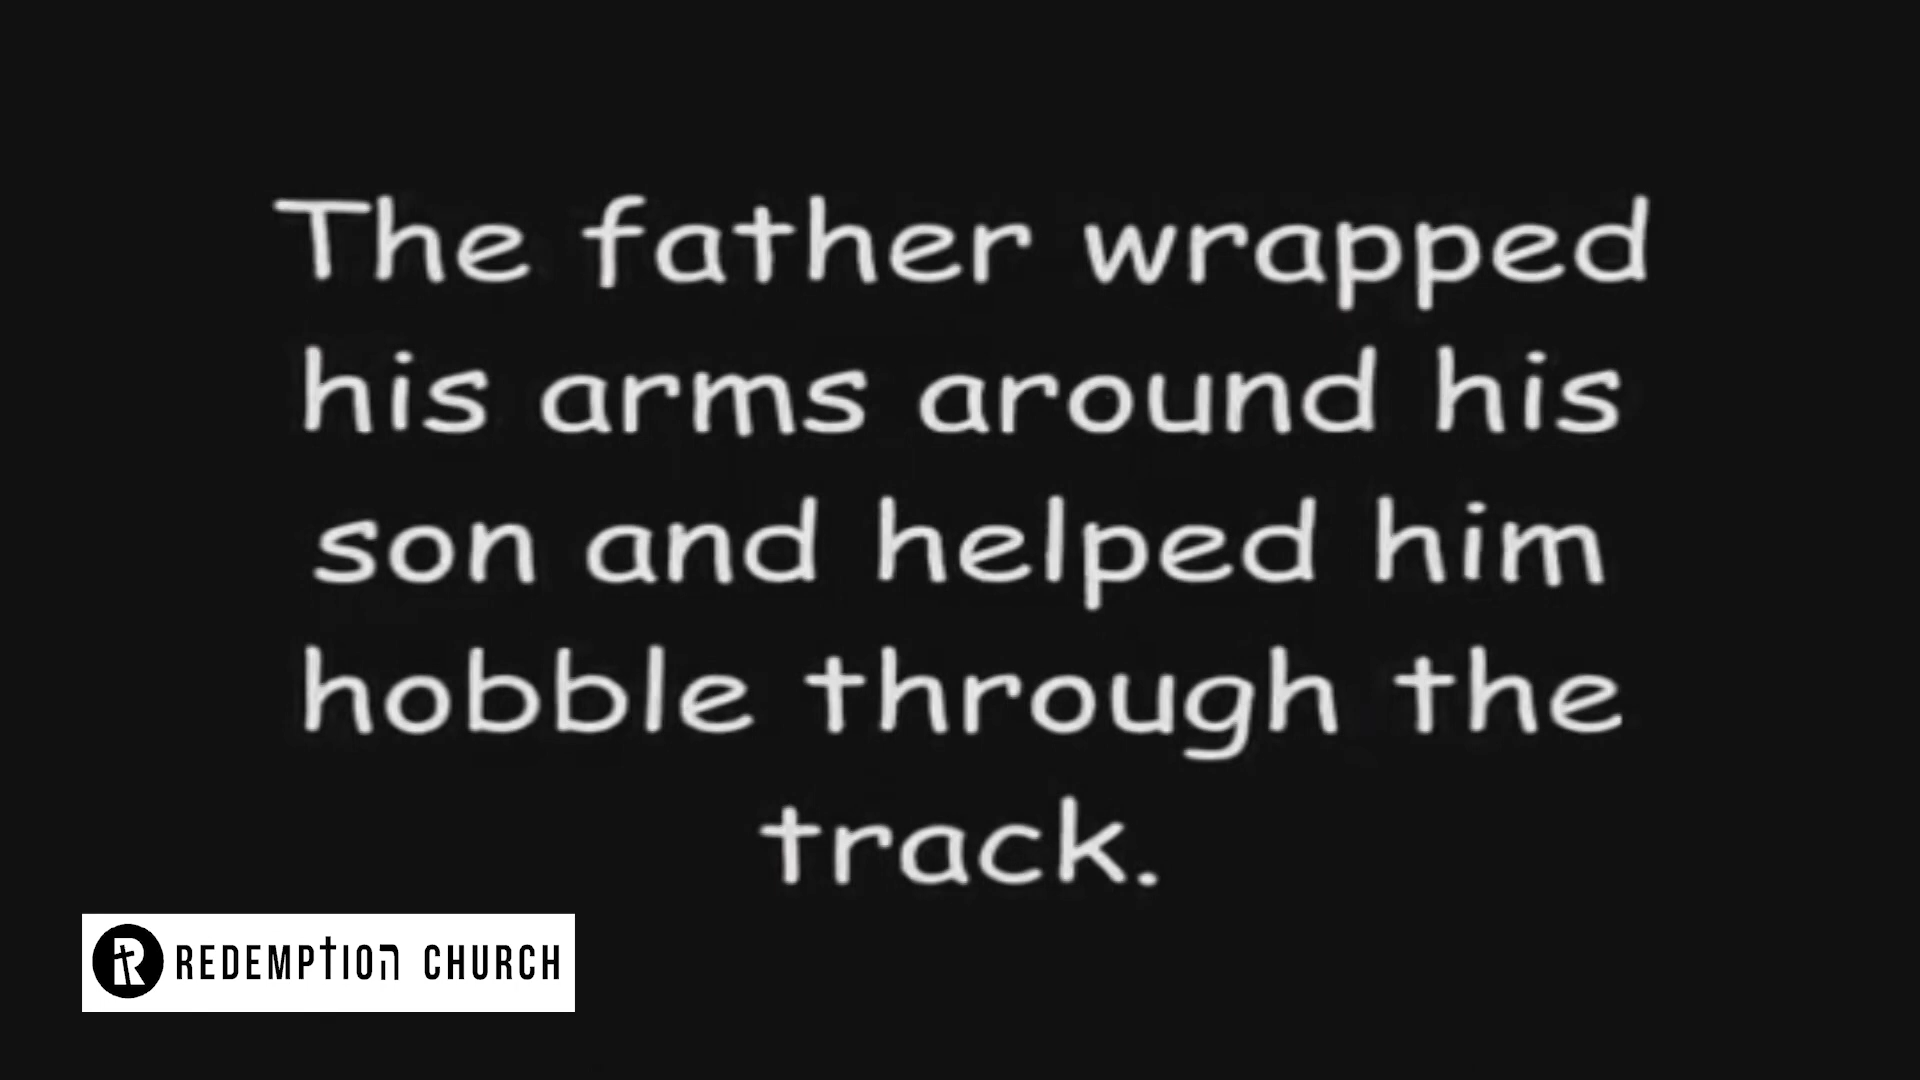 The father wrapped
his arms around his
son and helped him
hobble through the
track.
REDEMPTION CHURCH